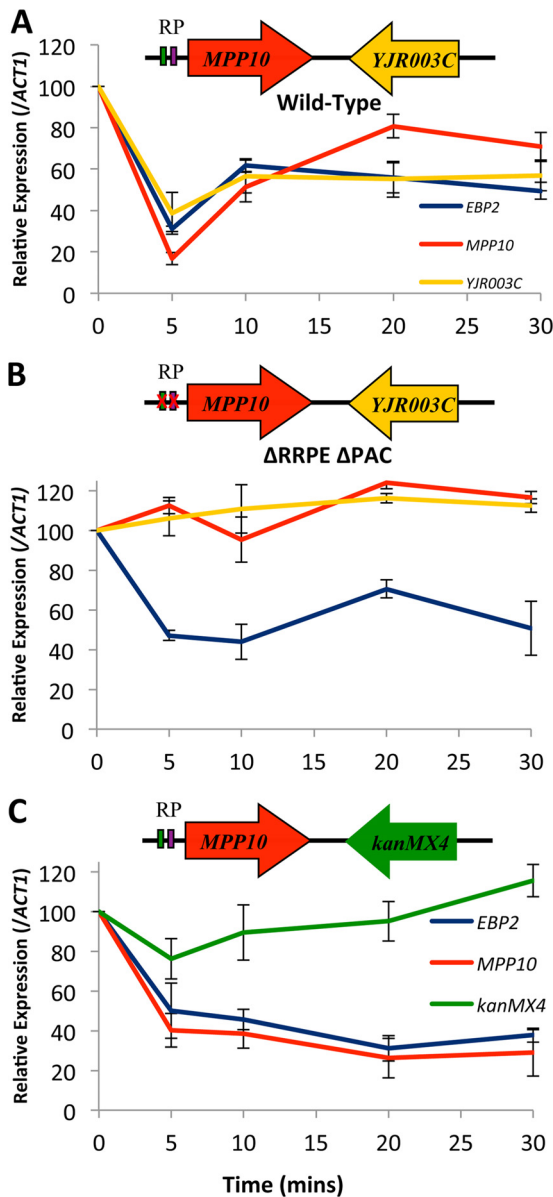 A
RP
MPP10
YJR003C
Wild-Type
Relative Expression (/ACT1)
120
100
80
60
40
20
0
EBP2
MPP10
YJR003C
0 5 10 15 20 25 30
B
RP
MPP10
YJR003C
ΔRRPE ΔPAC
Relative Expression (/ACT1)
120
100
80
60
40
20
0
0 5 10 15 20 25 30
C
RP
MPP10
kanMX4
Relative Expression (/ACT1)
120
100
80
60
40
20
0
EBP2
MPP10
kanMX4
0 5 10 15 20 25 30
Time (mins)